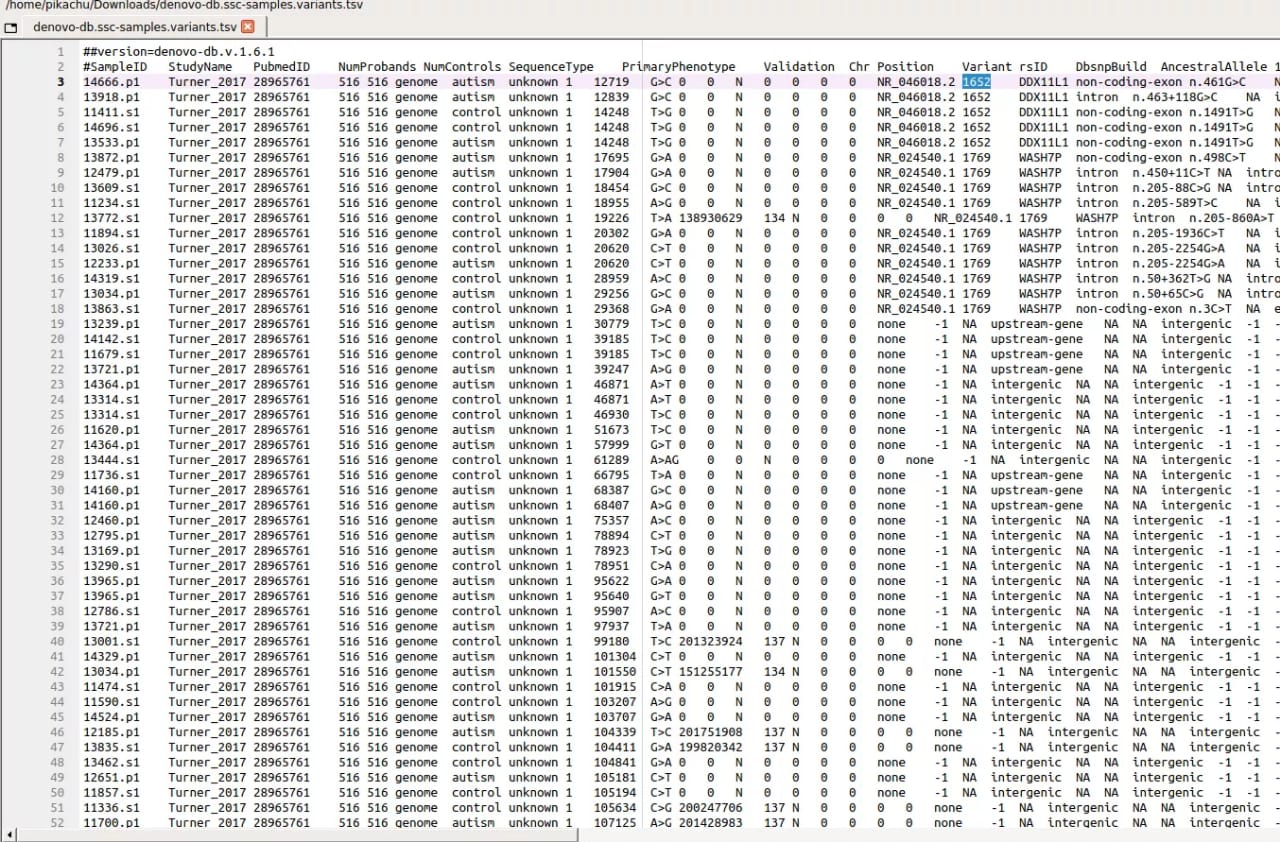 /home/pikachu/Downloads/denovo-db.ssc-samples.variants.tsv
denovo-db.ssc-samples.variants.tsv
1 ##version=denovo-db.v.1.6.1
2 #SampleID StudyName PubmedID NumProbands NumControls SequenceType PrimaryPhenotype Validation Chr Position Variant rsID DbsnpBuild AncestralAllele 1
3 14666.p1 Turner_2017 28965761 516 516 genome autism unknown 1 12719 G>C 0 0 N 0 0 0 NR_046018.2 1652 DDX11L1 non-coding-exon n.461G>C N
4 13918.p1 Turner_2017 28965761 516 516 genome autism unknown 1 12839 G>C 0 0 N 0 0 0 NR_046018.2 1652 DDX11L1 intron n.463+118G>C NA i
5 11411.s1 Turner_2017 28965761 516 516 genome control unknown 1 14248 T>G 0 0 N 0 0 0 NR_046018.2 1652 DDX11L1 non-coding-exon n.1491T>G N
6 14696.s1 Turner_2017 28965761 516 516 genome control unknown 1 14248 T>G 0 0 N 0 0 0 NR_046018.2 1652 DDX11L1 non-coding-exon n.1491T>G N
7 13533.p1 Turner_2017 28965761 516 516 genome autism unknown 1 14248 T>G 0 0 N 0 0 0 NR_046018.2 1652 DDX11L1 non-coding-exon n.1491T>G N
8 13872.p1 Turner_2017 28965761 516 516 genome autism unknown 1 17695 G>A 0 0 N 0 0 0 NR_024540.1 1769 WASH7P non-coding-exon n.498C>T N
9 12479.p1 Turner_2017 28965761 516 516 genome autism unknown 1 17904 G>A 0 0 N 0 0 0 NR_024540.1 1769 WASH7P intron n.450+11C>T NA intro
10 13609.s1 Turner_2017 28965761 516 516 genome control unknown 1 18454 G>C 0 0 N 0 0 0 NR_024540.1 1769 WASH7P intron n.205-88C>G NA intro
11 11234.s1 Turner_2017 28965761 516 516 genome control unknown 1 18955 A>G 0 0 N 0 0 0 NR_024540.1 1769 WASH7P intron n.205-589T>C NA i
12 13772.s1 Turner_2017 28965761 516 516 genome control unknown 1 19226 T>A 138930629 134 N 0 0 0 0 0 NR_024540.1 1769 WASH7P intron n.205-860A>T
13 11894.s1 Turner_2017 28965761 516 516 genome control unknown 1 20302 G>A 0 0 N 0 0 0 NR_024540.1 1769 WASH7P intron n.205-1936C>T NA i
14 13026.s1 Turner_2017 28965761 516 516 genome control unknown 1 20620 C>T 0 0 N 0 0 0 NR_024540.1 1769 WASH7P intron n.205-2254G>A NA i
15 12233.p1 Turner_2017 28965761 516 516 genome autism unknown 1 20620 C>T 0 0 N 0 0 0 NR_024540.1 1769 WASH7P intron n.205-2254G>A NA i
16 14319.s1 Turner_2017 28965761 516 516 genome control unknown 1 28959 A>C 0 0 N 0 0 0 NR_024540.1 1769 WASH7P intron n.50+362T>G NA intro
17 13034.p1 Turner_2017 28965761 516 516 genome autism unknown 1 29256 G>C 0 0 N 0 0 0 NR_024540.1 1769 WASH7P intron n.50+65C>G NA intro
18 13863.s1 Turner_2017 28965761 516 516 genome control unknown 1 29368 G>A 0 0 N 0 0 0 NR_024540.1 1769 WASH7P non-coding-exon n.3C>T NA e
19 13239.p1 Turner_2017 28965761 516 516 genome autism unknown 1 30779 T>C 0 0 N 0 0 0 none -1 NA upstream-gene NA NA intergenic -1 -
20 14142.s1 Turner_2017 28965761 516 516 genome control unknown 1 39185 T>C 0 0 N 0 0 0 none -1 NA upstream-gene NA NA intergenic -1 -
21 11679.s1 Turner_2017 28965761 516 516 genome control unknown 1 39185 T>C 0 0 N 0 0 0 none -1 NA upstream-gene NA NA intergenic -1 -
22 13721.p1 Turner_2017 28965761 516 516 genome autism unknown 1 39247 A>G 0 0 N 0 0 0 none -1 NA upstream-gene NA NA intergenic -1 -
23 14364.p1 Turner_2017 28965761 516 516 genome autism unknown 1 46871 A>T 0 0 N 0 0 0 none -1 NA intergenic NA NA intergenic -1 -1 -
24 13314.s1 Turner_2017 28965761 516 516 genome control unknown 1 46871 A>T 0 0 N 0 0 0 none -1 NA intergenic NA NA intergenic -1 -1 -
25 13314.s1 Turner_2017 28965761 516 516 genome control unknown 1 46930 T>C 0 0 N 0 0 0 none -1 NA intergenic NA NA intergenic -1 -1 -
26 11620.p1 Turner_2017 28965761 516 516 genome autism unknown 1 51673 T>C 0 0 N 0 0 0 none -1 NA intergenic NA NA intergenic -1 -1 -
27 14364.p1 Turner_2017 28965761 516 516 genome autism unknown 1 57999 G>T 0 0 N 0 0 0 none -1 NA intergenic NA NA intergenic -1 -1 -
28 13444.s1 Turner_2017 28965761 516 516 genome control unknown 1 61289 A>AG 0 0 N 0 0 0 none -1 NA intergenic NA NA intergenic -1 -
29 11736.s1 Turner_2017 28965761 516 516 genome control unknown 1 66795 T>A 0 0 N 0 0 0 none -1 NA upstream-gene NA NA intergenic -1 -
30 14160.p1 Turner_2017 28965761 516 516 genome autism unknown 1 68387 G>C 0 0 N 0 0 0 none -1 NA upstream-gene NA NA intergenic -1 -
31 14160.p1 Turner_2017 28965761 516 516 genome autism unknown 1 68407 A>G 0 0 N 0 0 0 none -1 NA upstream-gene NA NA intergenic -1 -
32 12460.p1 Turner_2017 28965761 516 516 genome autism unknown 1 75357 A>C 0 0 N 0 0 0 none -1 NA intergenic NA NA intergenic -1 -1 -
33 12795.p1 Turner_2017 28965761 516 516 genome autism unknown 1 78894 C>T 0 0 N 0 0 0 none -1 NA intergenic NA NA intergenic -1 -1 -
34 13169.p1 Turner_2017 28965761 516 516 genome autism unknown 1 78923 T>G 0 0 N 0 0 0 none -1 NA intergenic NA NA intergenic -1 -1 -
35 13290.s1 Turner_2017 28965761 516 516 genome control unknown 1 78951 C>A 0 0 N 0 0 0 none -1 NA intergenic NA NA intergenic -1 -1 -
36 13965.p1 Turner_2017 28965761 516 516 genome autism unknown 1 95622 G>A 0 0 N 0 0 0 none -1 NA intergenic NA NA intergenic -1 -1 -
37 13965.p1 Turner_2017 28965761 516 516 genome autism unknown 1 95640 G>T 0 0 N 0 0 0 none -1 NA intergenic NA NA intergenic -1 -1 -
38 12786.s1 Turner_2017 28965761 516 516 genome control unknown 1 95907 A>C 0 0 N 0 0 0 none -1 NA intergenic NA NA intergenic -1 -1 -
39 13721.p1 Turner_2017 28965761 516 516 genome autism unknown 1 97937 T>A 0 0 N 0 0 0 none -1 NA intergenic NA NA intergenic -1 -1 -
40 13001.s1 Turner_2017 28965761 516 516 genome control unknown 1 99180 T>C 201323924 137 N 0 0 0 0 none -1 NA intergenic NA NA intergenic -
41 14329.p1 Turner_2017 28965761 516 516 genome autism unknown 1 101304 C>T 0 0 N 0 0 0 none -1 NA intergenic NA NA intergenic -1 -1 -
42 13034.p1 Turner_2017 28965761 516 516 genome autism unknown 1 101550 C>T 151255177 134 N 0 0 0 0 none -1 NA intergenic NA NA intergenic -
43 11474.s1 Turner_2017 28965761 516 516 genome control unknown 1 101915 C>A 0 0 N 0 0 0 none -1 NA intergenic NA NA intergenic -1 -1 -
44 11590.s1 Turner_2017 28965761 516 516 genome control unknown 1 103207 A>G 0 0 N 0 0 0 none -1 NA intergenic NA NA intergenic -1 -1 -
45 14524.p1 Turner_2017 28965761 516 516 genome autism unknown 1 103707 G>A 0 0 N 0 0 0 none -1 NA intergenic NA NA intergenic -1 -1 -
46 12185.p1 Turner_2017 28965761 516 516 genome autism unknown 1 104339 T>C 201751908 137 N 0 0 0 0 none -1 NA intergenic NA NA intergenic -
47 13835.s1 Turner_2017 28965761 516 516 genome control unknown 1 104411 G>A 199820342 137 N 0 0 0 0 none -1 NA intergenic NA NA intergenic -
48 13462.s1 Turner_2017 28965761 516 516 genome control unknown 1 104841 G>A 0 0 N 0 0 0 none -1 NA intergenic NA NA intergenic -1 -1 -
49 12651.p1 Turner_2017 28965761 516 516 genome autism unknown 1 105181 C>T 0 0 N 0 0 0 none -1 NA intergenic NA NA intergenic -1 -1 -
50 11857.s1 Turner_2017 28965761 516 516 genome control unknown 1 105194 C>T 0 0 N 0 0 0 none -1 NA intergenic NA NA intergenic -1 -1 -
51 11336.s1 Turner_2017 28965761 516 516 genome control unknown 1 105634 C>G 200247706 137 N 0 0 0 0 none -1 NA intergenic NA NA intergenic -
52 11700.p1 Turner_2017 28965761 516 516 genome autism unknown 1 107125 A>G 201428983 137 N 0 0 0 0 none -1 NA intergenic NA NA intergenic -